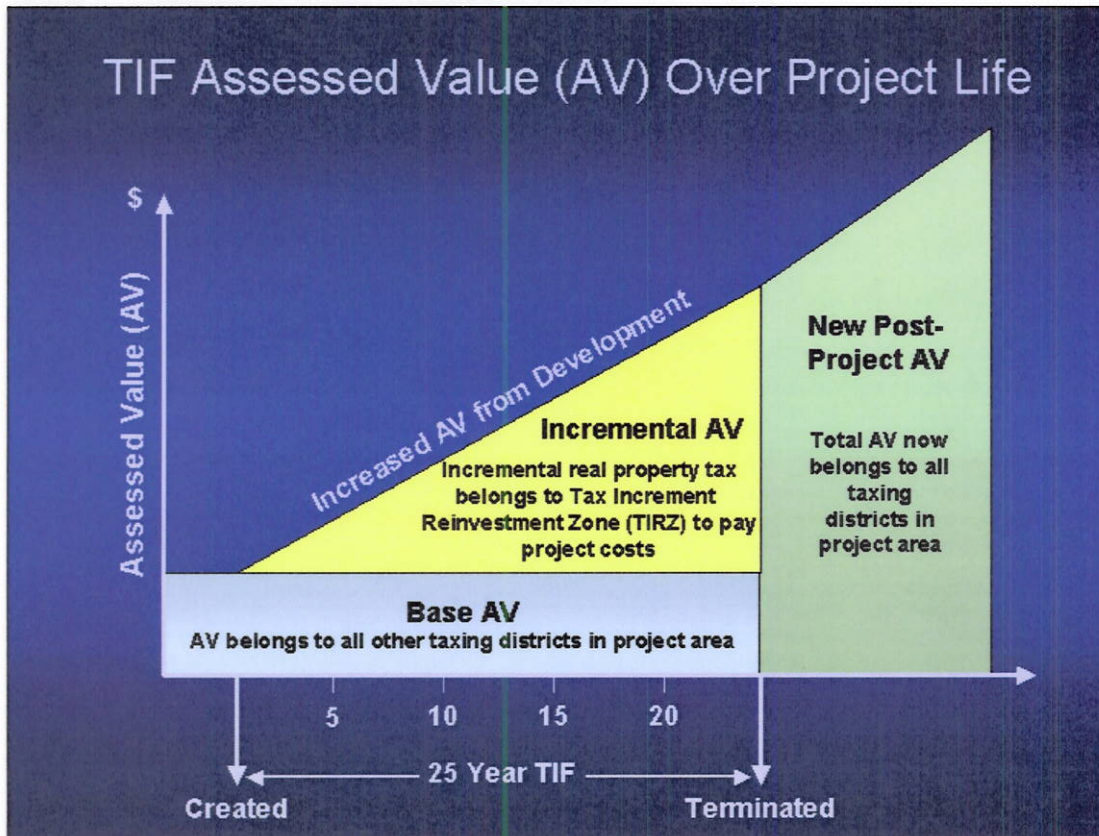 TIF Assessed Value (AV) Over Project Life
$
Assessed Value (AV)
Increased AV from Development
Incremental AV
Incremental real property tax
belongs to Tax Increment
Reinvestment Zone (TIRZ) to pay
project costs
New Post-
Project AV
Total AV now
belongs to all
taxing
districts in
project area
Base AV
AV belongs to all other taxing districts in project area
5 10 15 20
25 Year TIF
Created Terminated